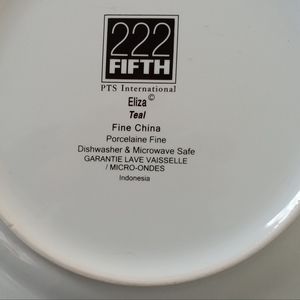 222
FIFTH
PTS International
Eliza©
Teal
Fine China
Porcelaine Fine
Dishwasher & Microwave Safe
GARANTIE LAVE VAISSELLE
/ MICRO-ONDES
Indonesia